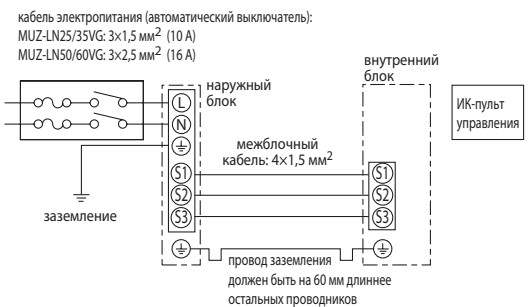 кабель электропитания (автоматический выключатель):
MUZ-LN25/35VG: 3×1,5 мм² (10 А)
MUZ-LN50/60VG: 3×2,5 мм² (16 А)
наружный
блок
внутренний
блок
ИК-пульт
управления
L
N
межблочный
кабель: 4×1,5 мм²
S1
S2
S3
S1
S2
S3
заземление
провод заземления
должен быть на 60 мм длиннее
остальных проводников